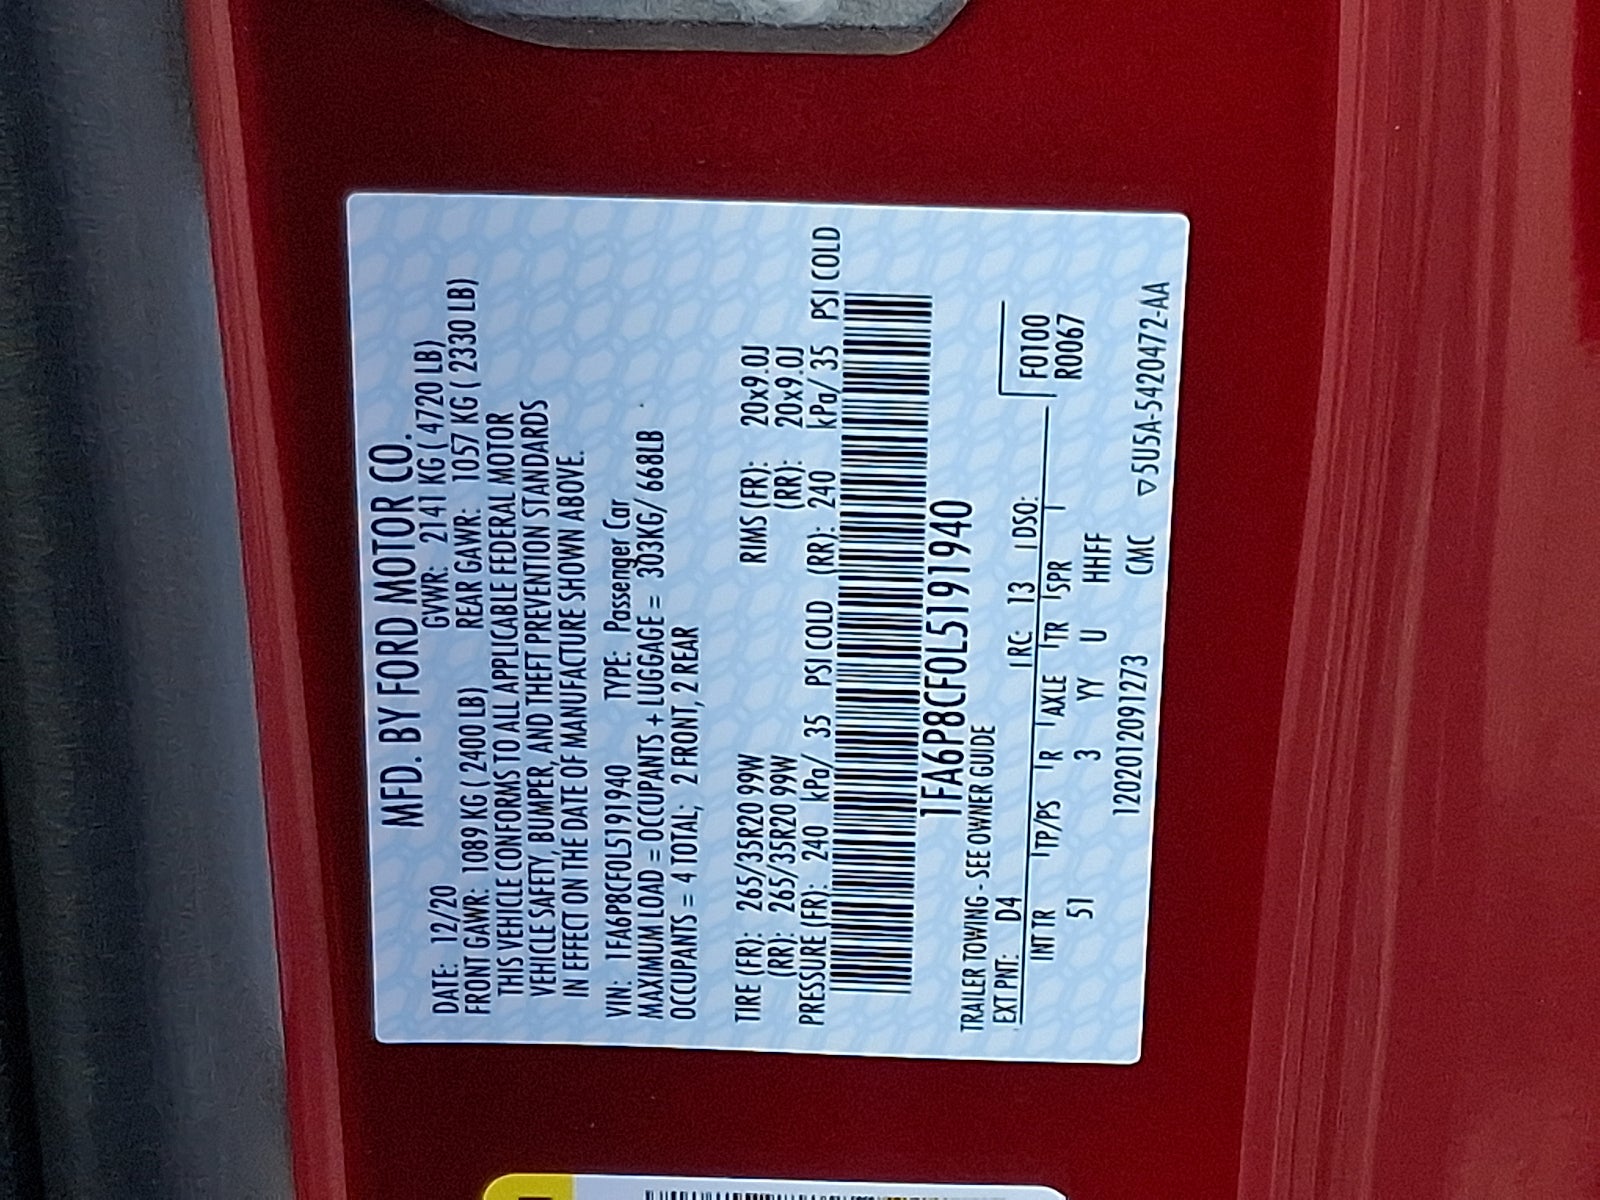 MFD. BY FORD MOTOR CO.
DATE: 12/20 GVWR: 2141 KG ( 4720 LB)
FRONT GAWR: 1089 KG ( 2400 LB) REAR GAWR: 1057 KG ( 2330 LB)
THIS VEHICLE CONFORMS TO ALL APPLICABLE FEDERAL MOTOR
VEHICLE SAFETY, BUMPER, AND THEFT PREVENTION STANDARDS
IN EFFECT ON THE DATE OF MANUFACTURE SHOWN ABOVE.
VIN: 1FA6P8CF0L5191940 TYPE: Passenger Car
MAXIMUM LOAD = OCCUPANTS + LUGGAGE = 303KG/ 668LB
OCCUPANTS = 4 TOTAL; 2 FRONT, 2 REAR
TIRE (FR): 265/35R20 99W RIMS (FR): 20x9.0J
(RR): 265/35R20 99W (RR): 20x9.0J
PRESSURE (FR): 240 kPa/ 35 PSI COLD (RR): 240 kPa/ 35 PSI COLD
1FA6P8CF0L5191940
TRAILER TOWING - SEE OWNER GUIDE
EXT PNT: D4 RC: 13 DSO: F0100
INT TR TP/PS R AXLE TR SPR R0067
51 3 YY U HHFF
1202012091273 CMC ▽5U5A-5420472-AA